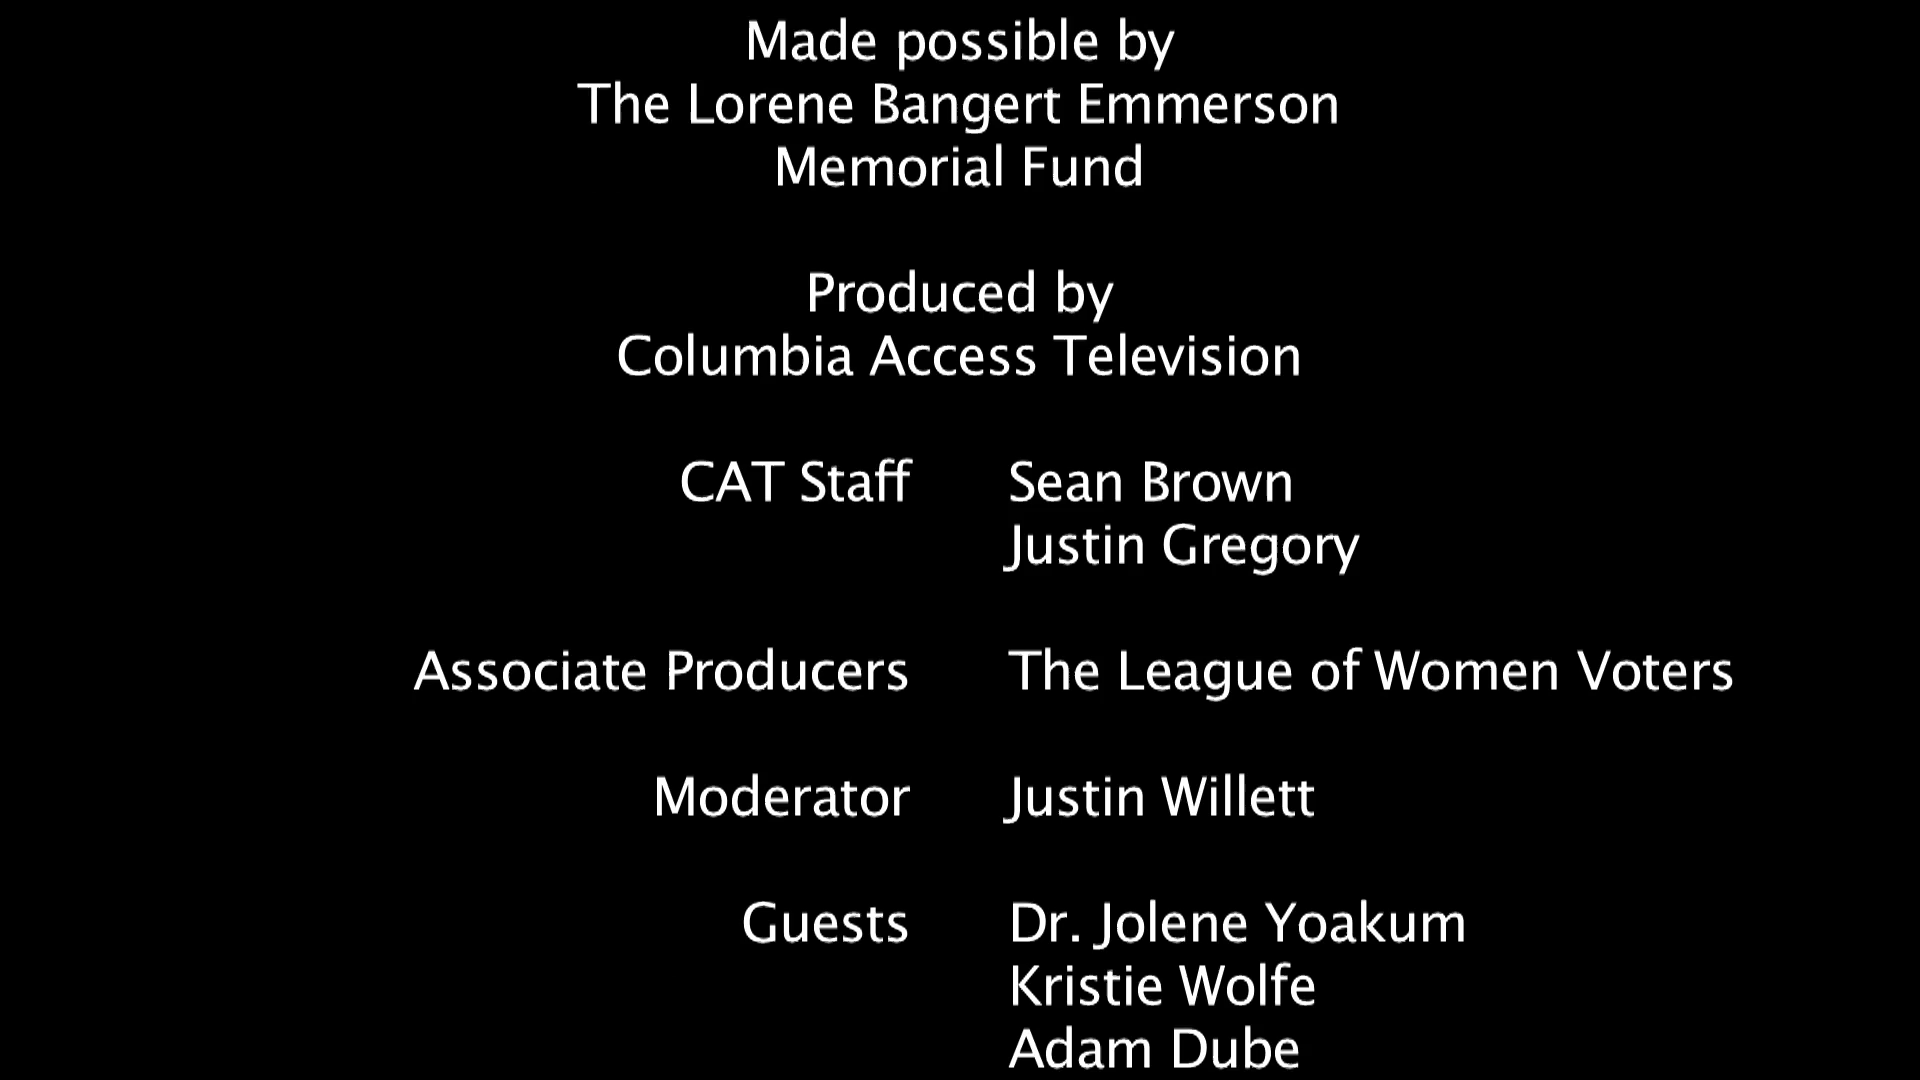 Made possible by
The Lorene Bangert Emmerson
Memorial Fund
Produced by
Columbia Access Television
CAT Staff Sean Brown
Justin Gregory
Associate Producers The League of Women Voters
Moderator Justin Willett
Guests Dr. Jolene Yoakum
Kristie Wolfe
Adam Dube